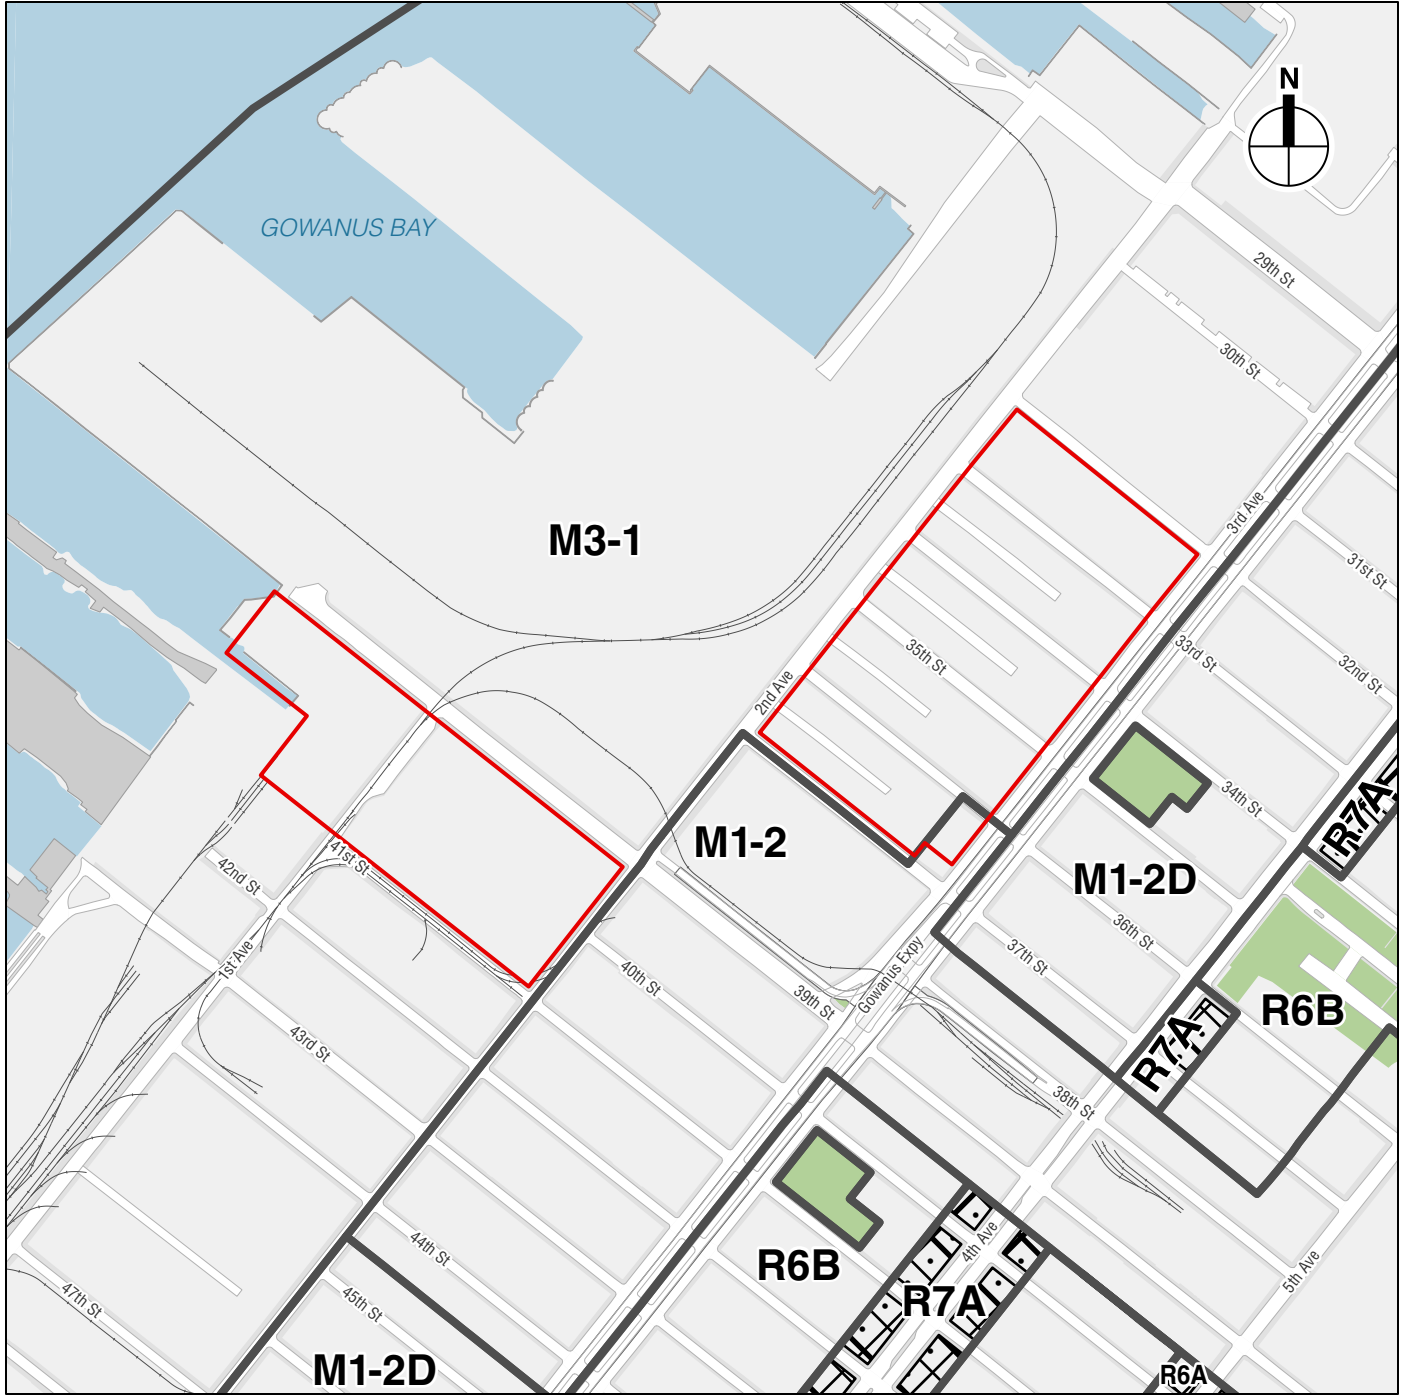 N
GOWANUS BAY
29th St
30th St
3rd Ave
M3-1
31st St
35th St
33rd St
32nd St
2nd Ave
34th St
R7A
M1-2
41st St
42nd St
M1-2D
36th St
37th St
1st Ave
40th St
39th St
Gowanus Expy
R6B
43rd St
R7A
38th St
44th St
4th Ave
R6B
5th Ave
R7A
47th St
45th St
M1-2D
R6A